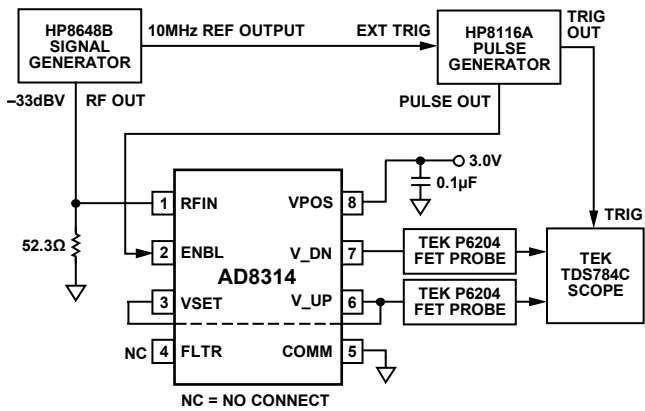 HP8648B
SIGNAL
GENERATOR
10MHz REF OUTPUT
EXT TRIG
HP8116A
PULSE
GENERATOR
TRIG
OUT
–33dBV
RF OUT
PULSE OUT
3.0V
0.1µF
52.3Ω
1 RFIN
VPOS 8
2 ENBL
V_DN 7
AD8314
3 VSET
V_UP 6
NC 4 FLTR
COMM 5
TEK P6204
FET PROBE
TEK P6204
FET PROBE
TRIG
TEK
TDS784C
SCOPE
NC = NO CONNECT